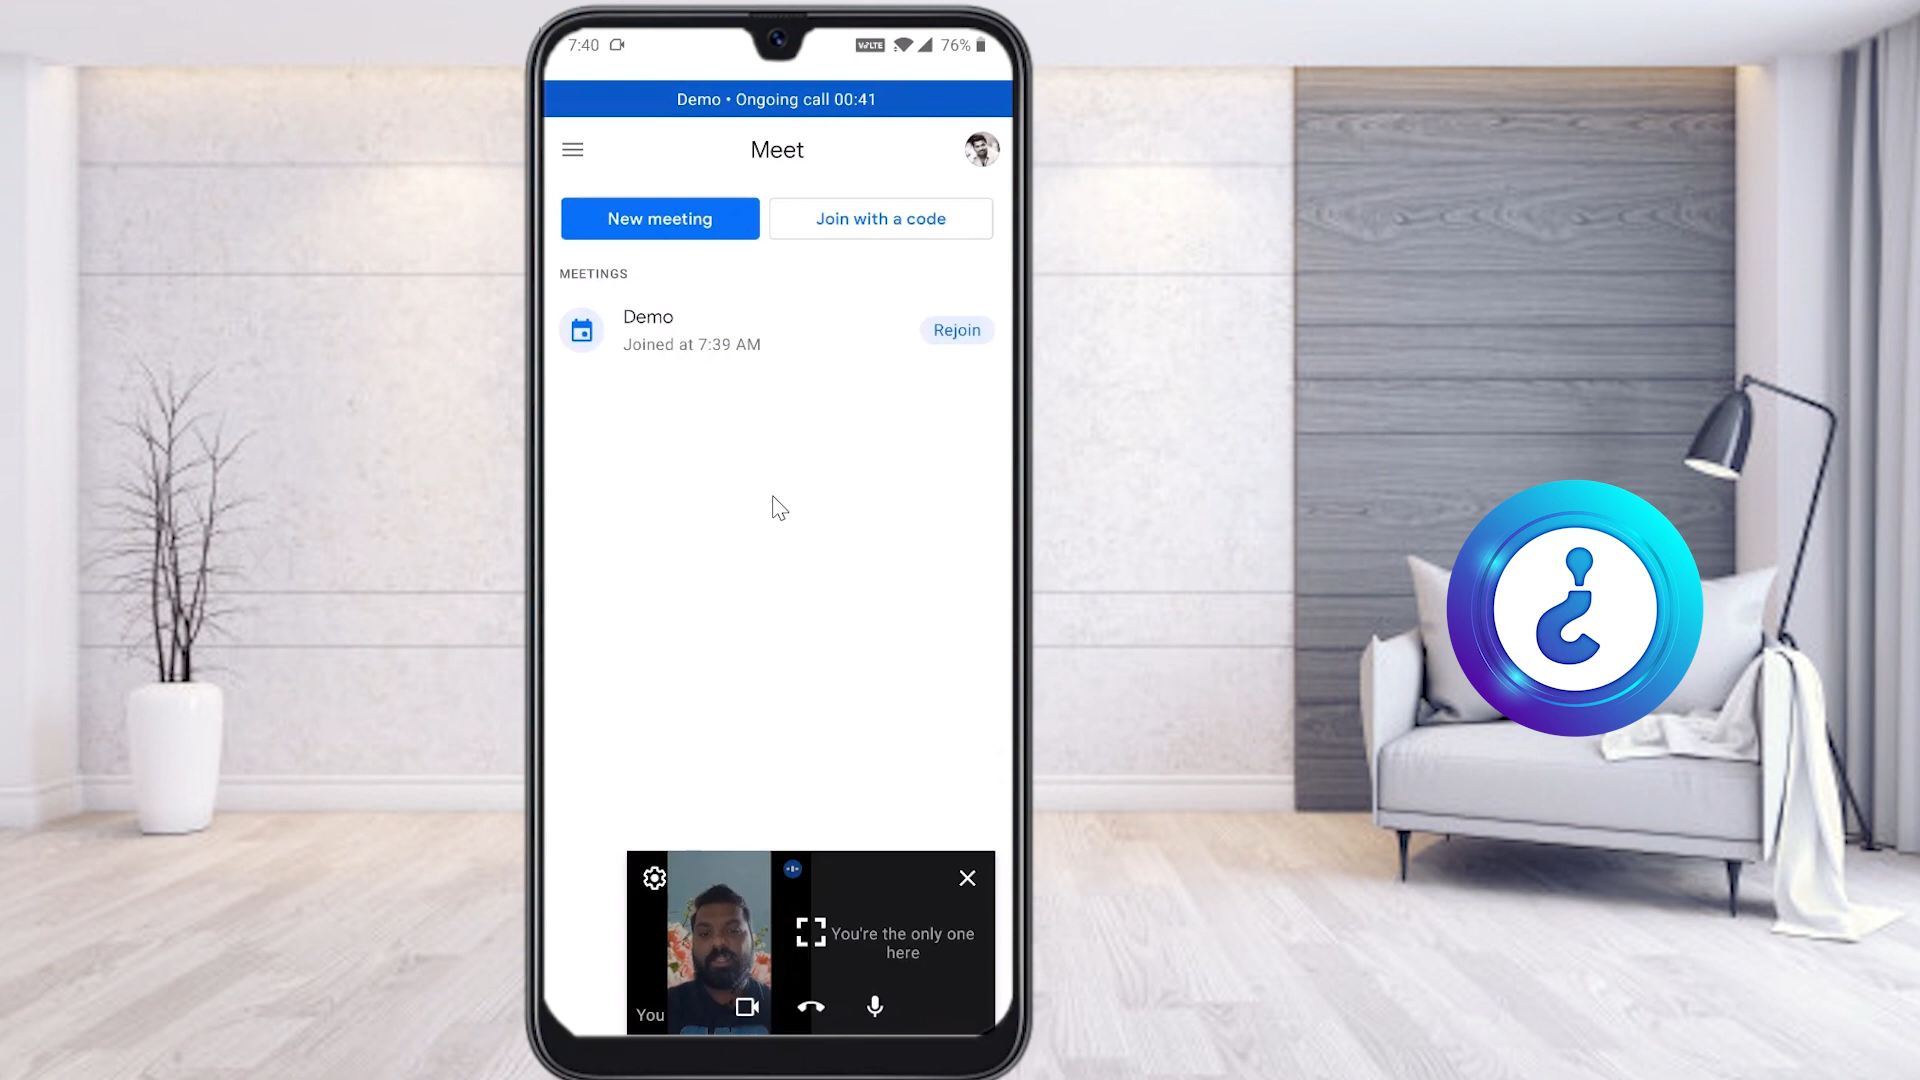 7:40
VoLTE
76%
Demo • Ongoing call 00:41
Meet
New meeting
Join with a code
MEETINGS
Demo
Joined at 7:39 AM
Rejoin
You're the only one
here
You